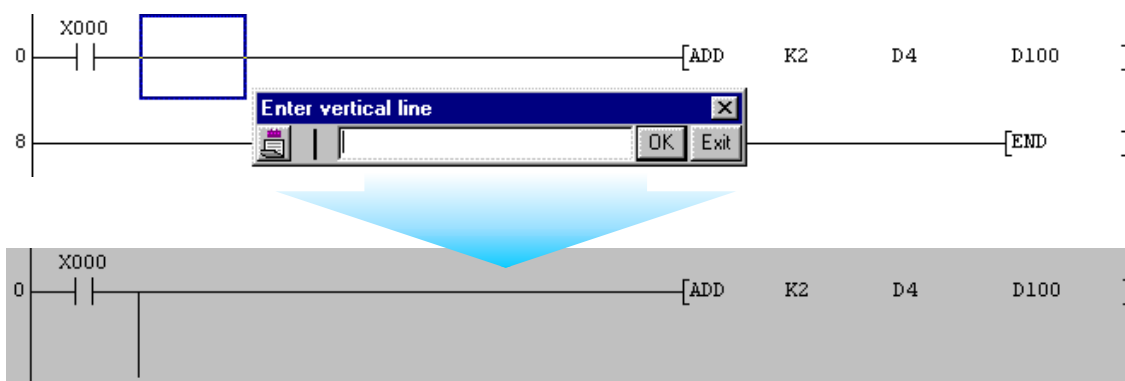 X000
0 [ADD K2 D4 D100 ]
Enter vertical line
OK Exit
8 [END ]
X000
0 [ADD K2 D4 D100 ]